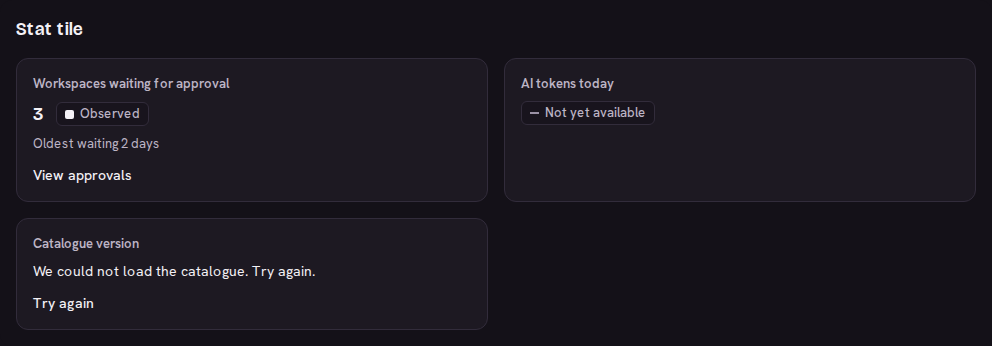 Stat tile
Workspaces waiting for approval
3 Observed
Oldest waiting 2 days
View approvals
AI tokens today
Not yet available
Catalogue version
We could not load the catalogue. Try again.
Try again